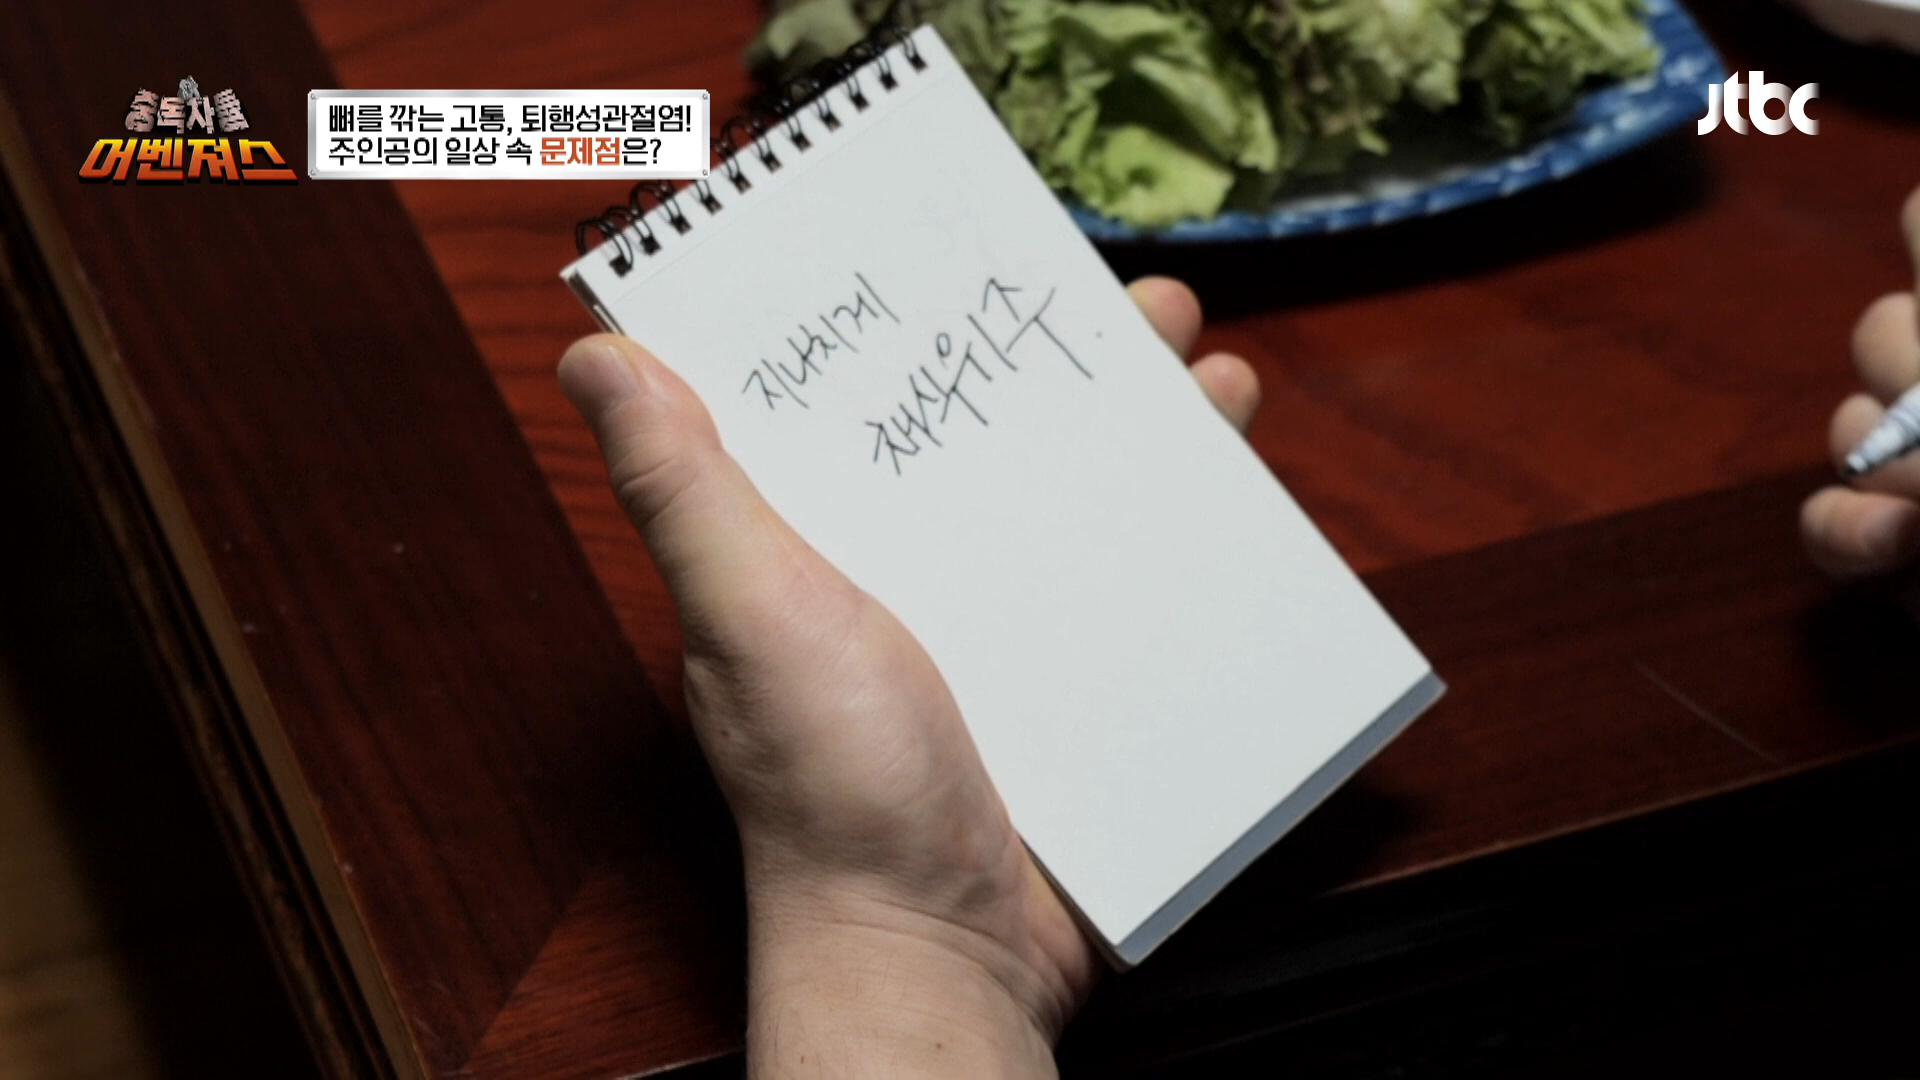 중독자들
어벤져스
뼈를 깎는 고통, 퇴행성관절염!
주인공의 일상 속 문제점은?
jtbc
지나치게
채식위주.